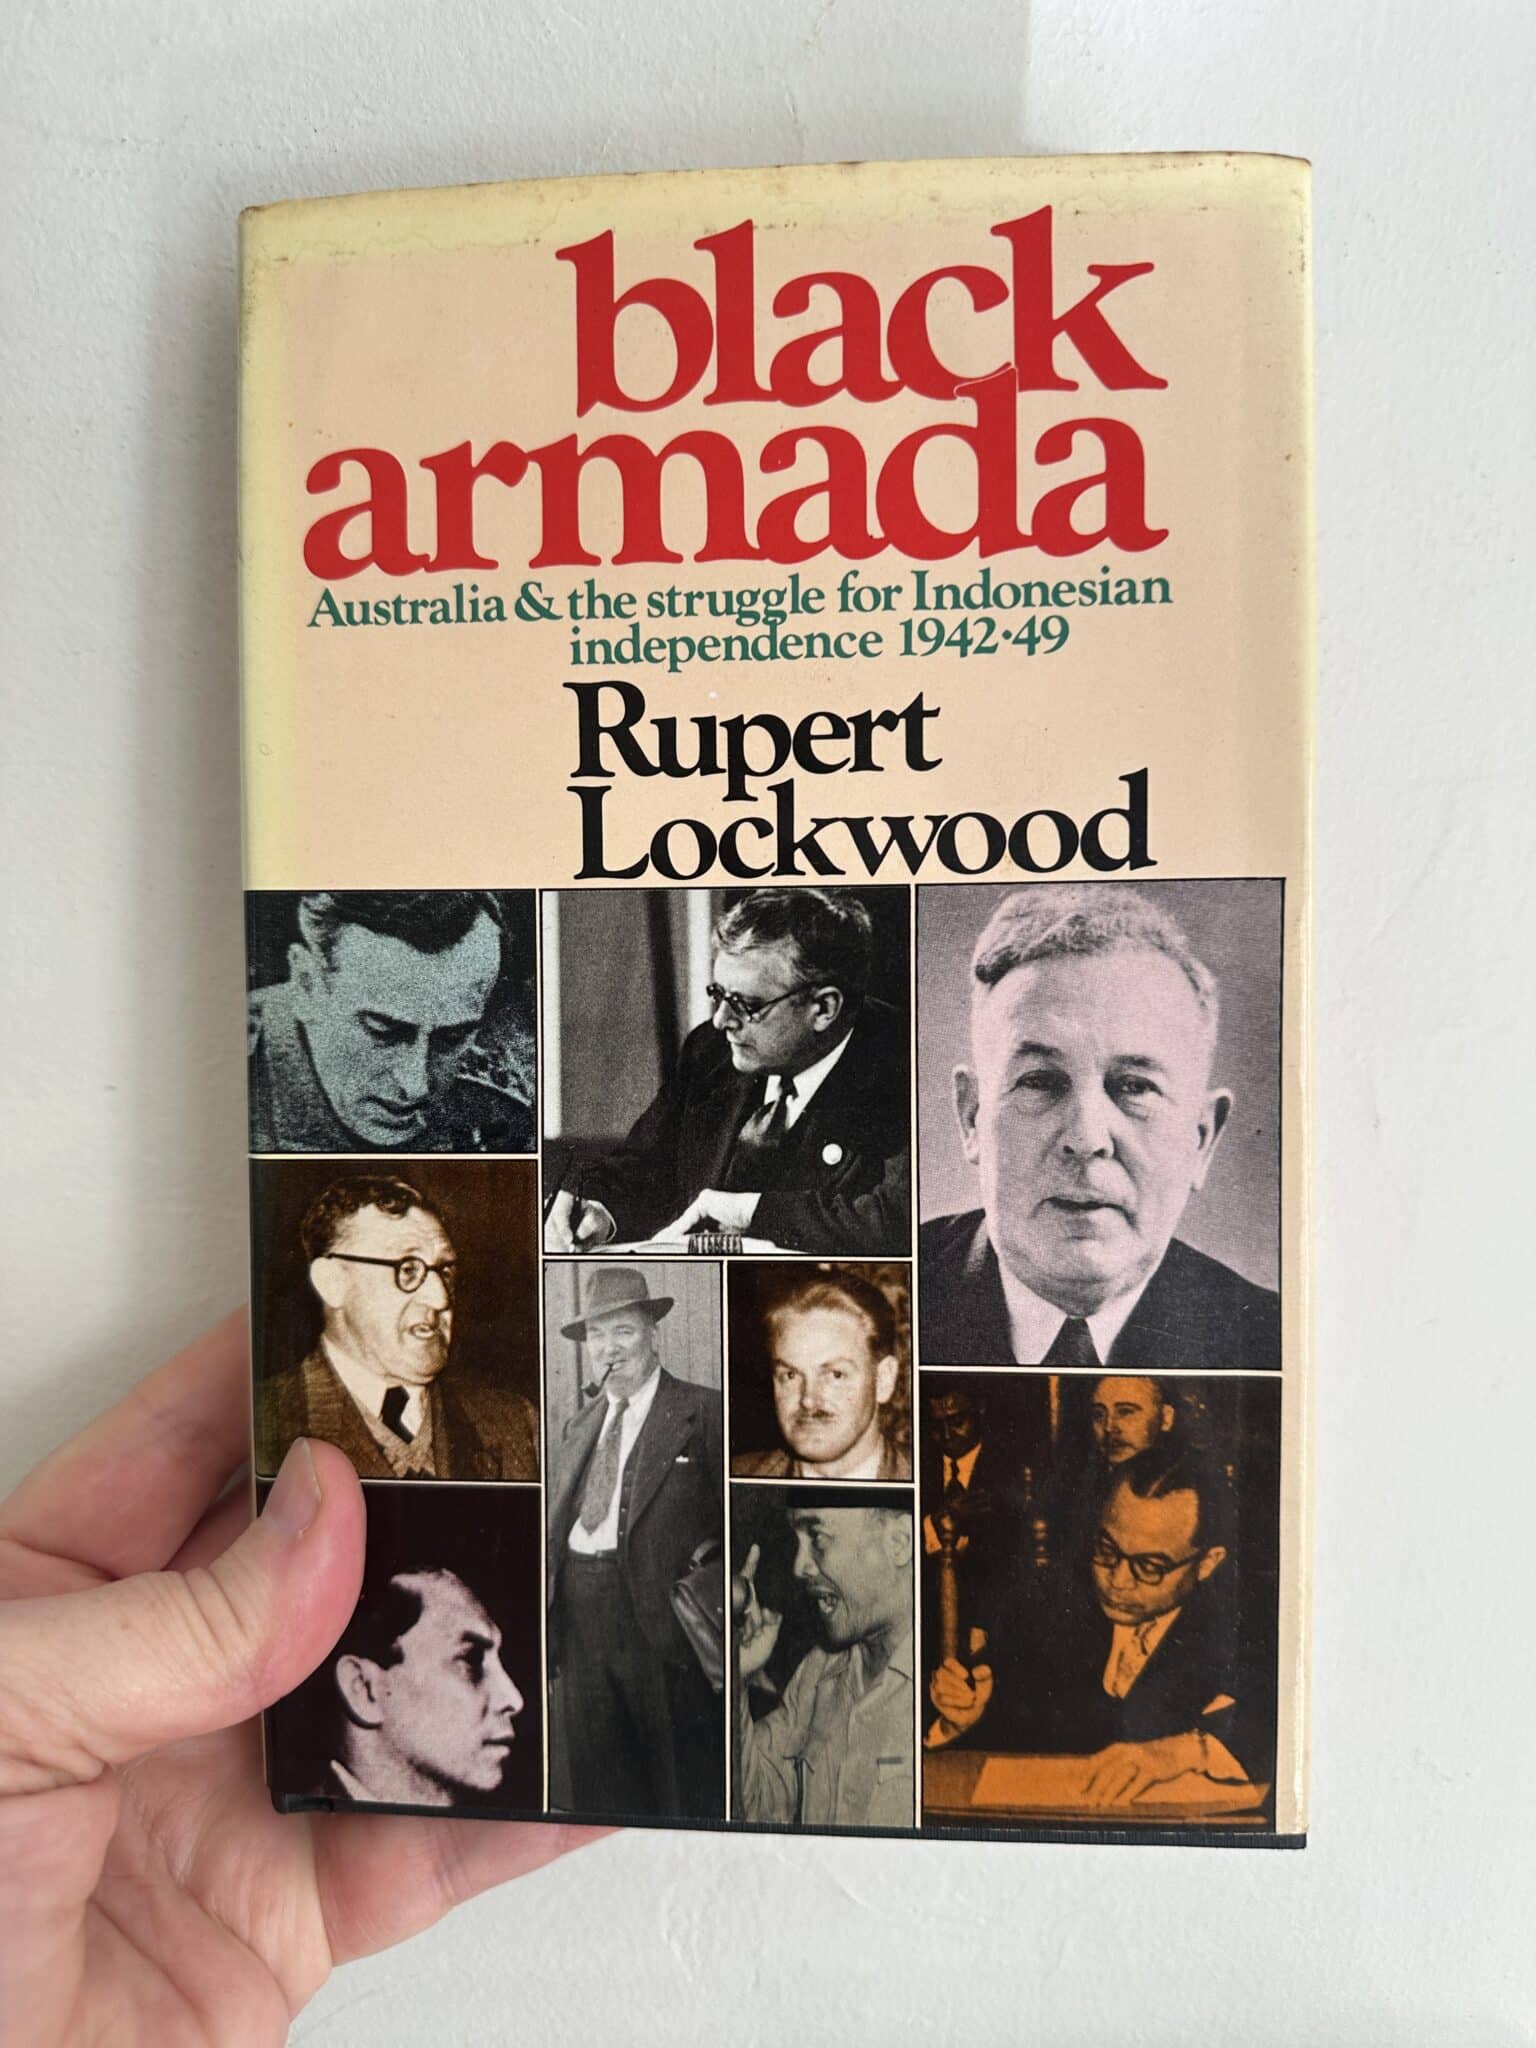 black
armada
Australia & the struggle for Indonesian
independence 1942·49
Rupert
Lockwood